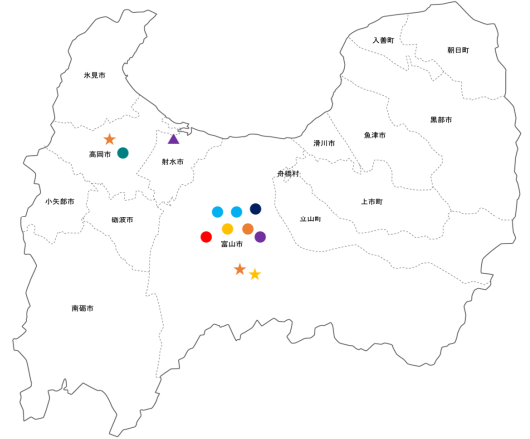 入善町
朝日町
氷見市
黒部市
魚津市
滑川市
高岡市
射水市
舟橋村
小矢部市
上市町
砺波市
立山町
富山市
南砺市